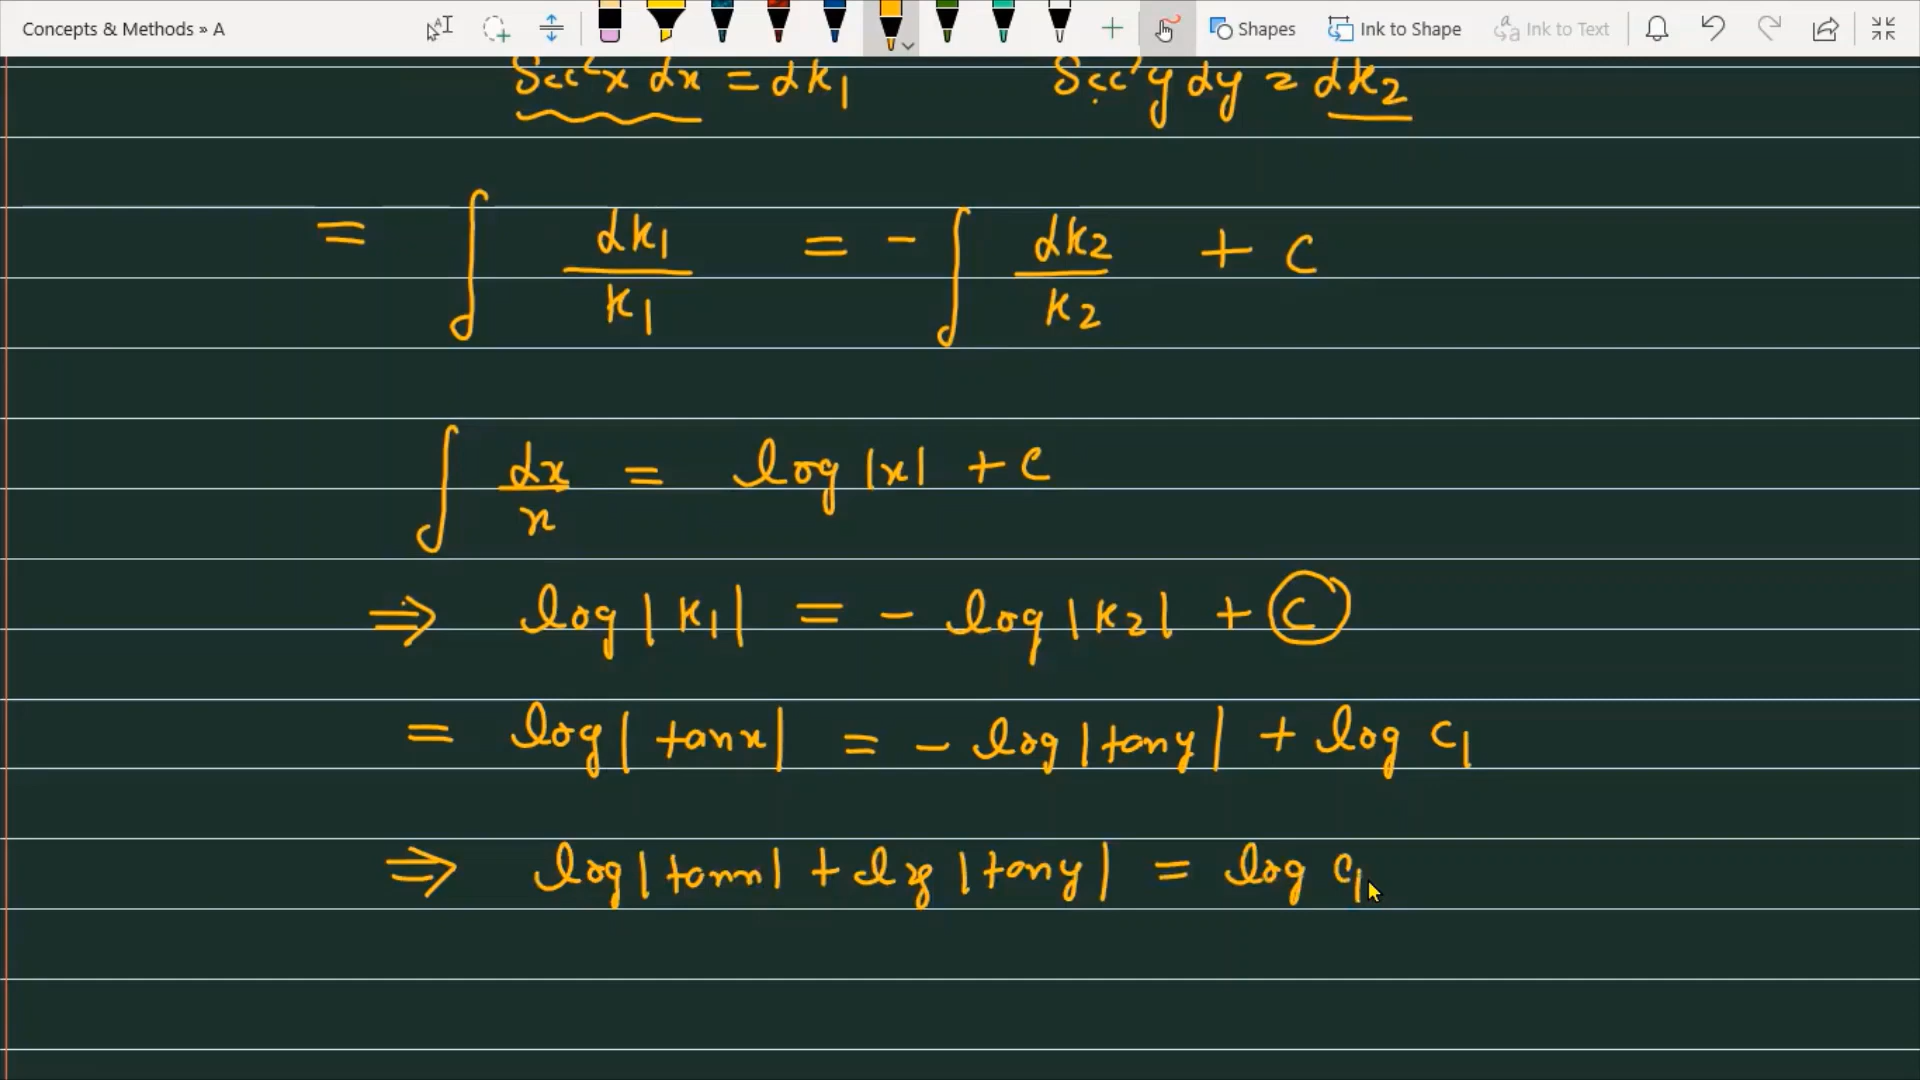 Concepts & Methods » A
Shapes Ink to Shape Ink to Text
Sec²x dx = dk₁ Sec²y dy = dk₂
= ∫ dk₁/k₁ = - ∫ dk₂/k₂ + c
∫ dx/x = log |x| + c
⇒ log |k₁| = - log |k₂| + c
= log | tanx | = - log | tany | + log c₁
⇒ log | tanx | + log | tany | = log c₁